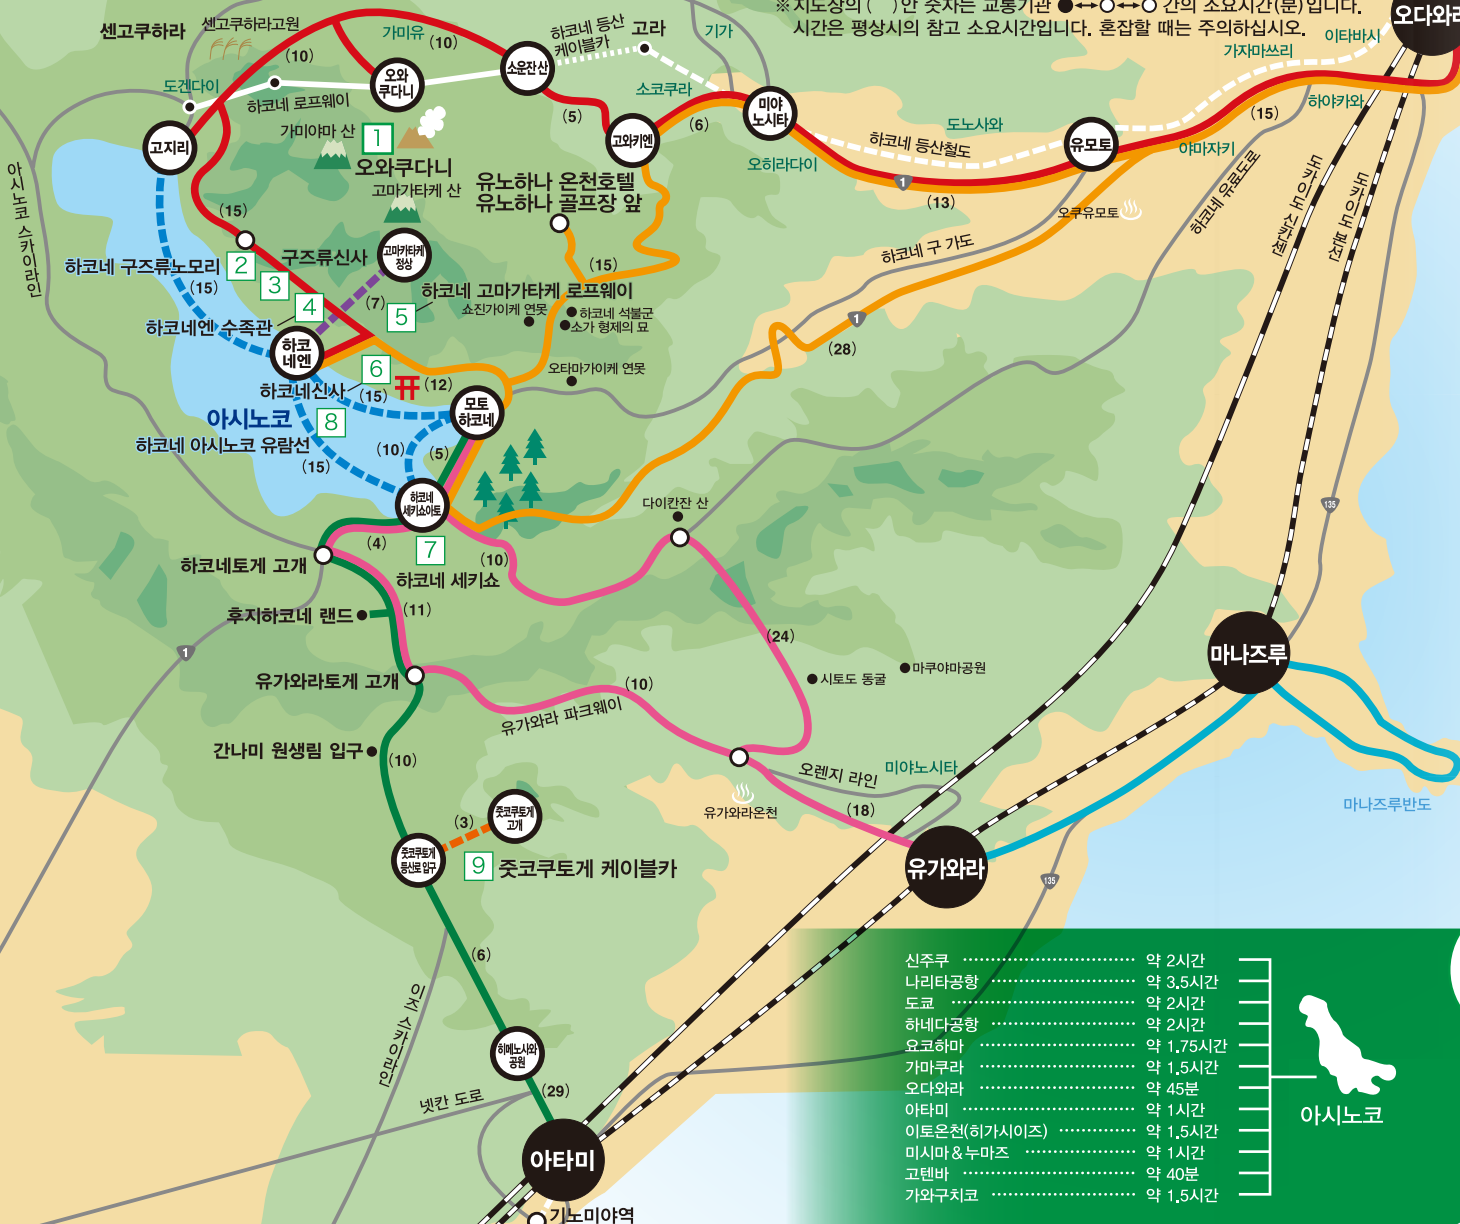 ※지도상의 (　)안 숫자는 교통기관 ●↔○↔○ 간의 소요시간(분)입니다.
시간은 평상시의 참고 소요시간입니다. 혼잡할 때는 주의하십시오.
오다와라
센고쿠하라
센고쿠하라고원
(10)
가미유
(10)
하코네 등산
케이블카
고라
기가
이타바시
가자마쓰리
도겐다이
하코네 로프웨이
오와
쿠다니
소운잔 산
소코쿠라
(5)
(6)
미야
노시타
하야카와
(15)
고지리
가미야마 산
1
오와쿠다니
고마가타케 산
고와키엔
오히라다이
하코네 등산철도
도노사와
유모토
야마자키
1
(13)
아시노코 스카이라인
유노하나 온천호텔
유노하나 골프장 앞
(15)
오쿠유모토
하코네 유료도로
도카이도 신칸센
도카이도 본선
하코네 구 가도
하코네 구즈류노모리
2
(15)
3
구즈류신사
고마카타케
정상
(15)
4
(7)
5
하코네 고마가타케 로프웨이
쇼진가이케 연못
하코네 석불군
소가 형제의 묘
하코네엔 수족관
하코
네엔
1
(28)
6
오타마가이케 연못
하코네신사
(15)
(12)
모토
하코네
아시노코
8
하코네 아시노코 유람선
(15)
(10)
(5)
하코네
세키쇼아토
다이칸잔 산
135
(4)
7
(10)
하코네토게 고개
하코네 세키쇼
후지하코네 랜드
(11)
(24)
1
마나즈루
마쿠야마공원
시토도 동굴
유가와라토게 고개
(10)
유가와라 파크웨이
간나미 원생림 입구
(10)
오렌지 라인
미야노시타
유가와라온천
(18)
마나즈루반도
(3)
줏코쿠토게
고개
줏코쿠토게
등산로 입구
9
줏코쿠토게 케이블카
유가와라
135
(6)
이즈 스카이라인
히메노사와
공원
(29)
넷칸 도로
아타미
기노미야역
신주쿠 약 2시간
나리타공항 약 3.5시간
도쿄 약 2시간
하네다공항 약 2시간
요코하마 약 1.75시간
가마쿠라 약 1.5시간
오다와라 약 45분
아타미 약 1시간
이토온천(히가시이즈) 약 1.5시간
미시마&누마즈 약 1시간
고텐바 약 40분
가와구치코 약 1.5시간
아시노코